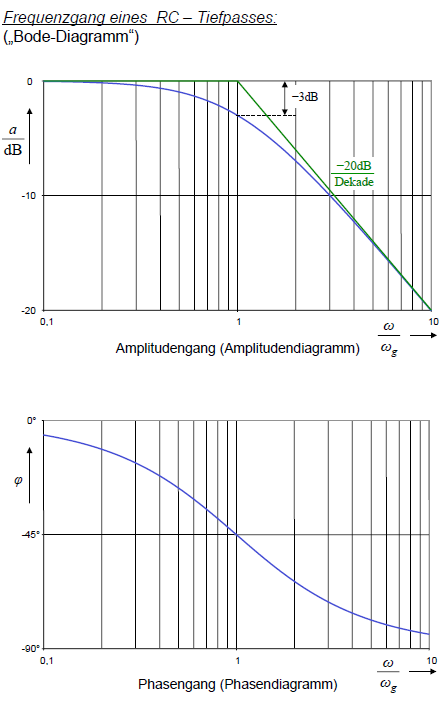 Frequenzgang eines RC – Tiefpasses:
(„Bode-Diagramm“)
0
−3dB
a
dB
−20dB
Dekade
-10
-20
0,1
1
10
ω
ω_g
Amplitudengang (Amplitudendiagramm)
0°
φ
-45°
-90°
0,1
1
10
ω
ω_g
Phasengang (Phasendiagramm)